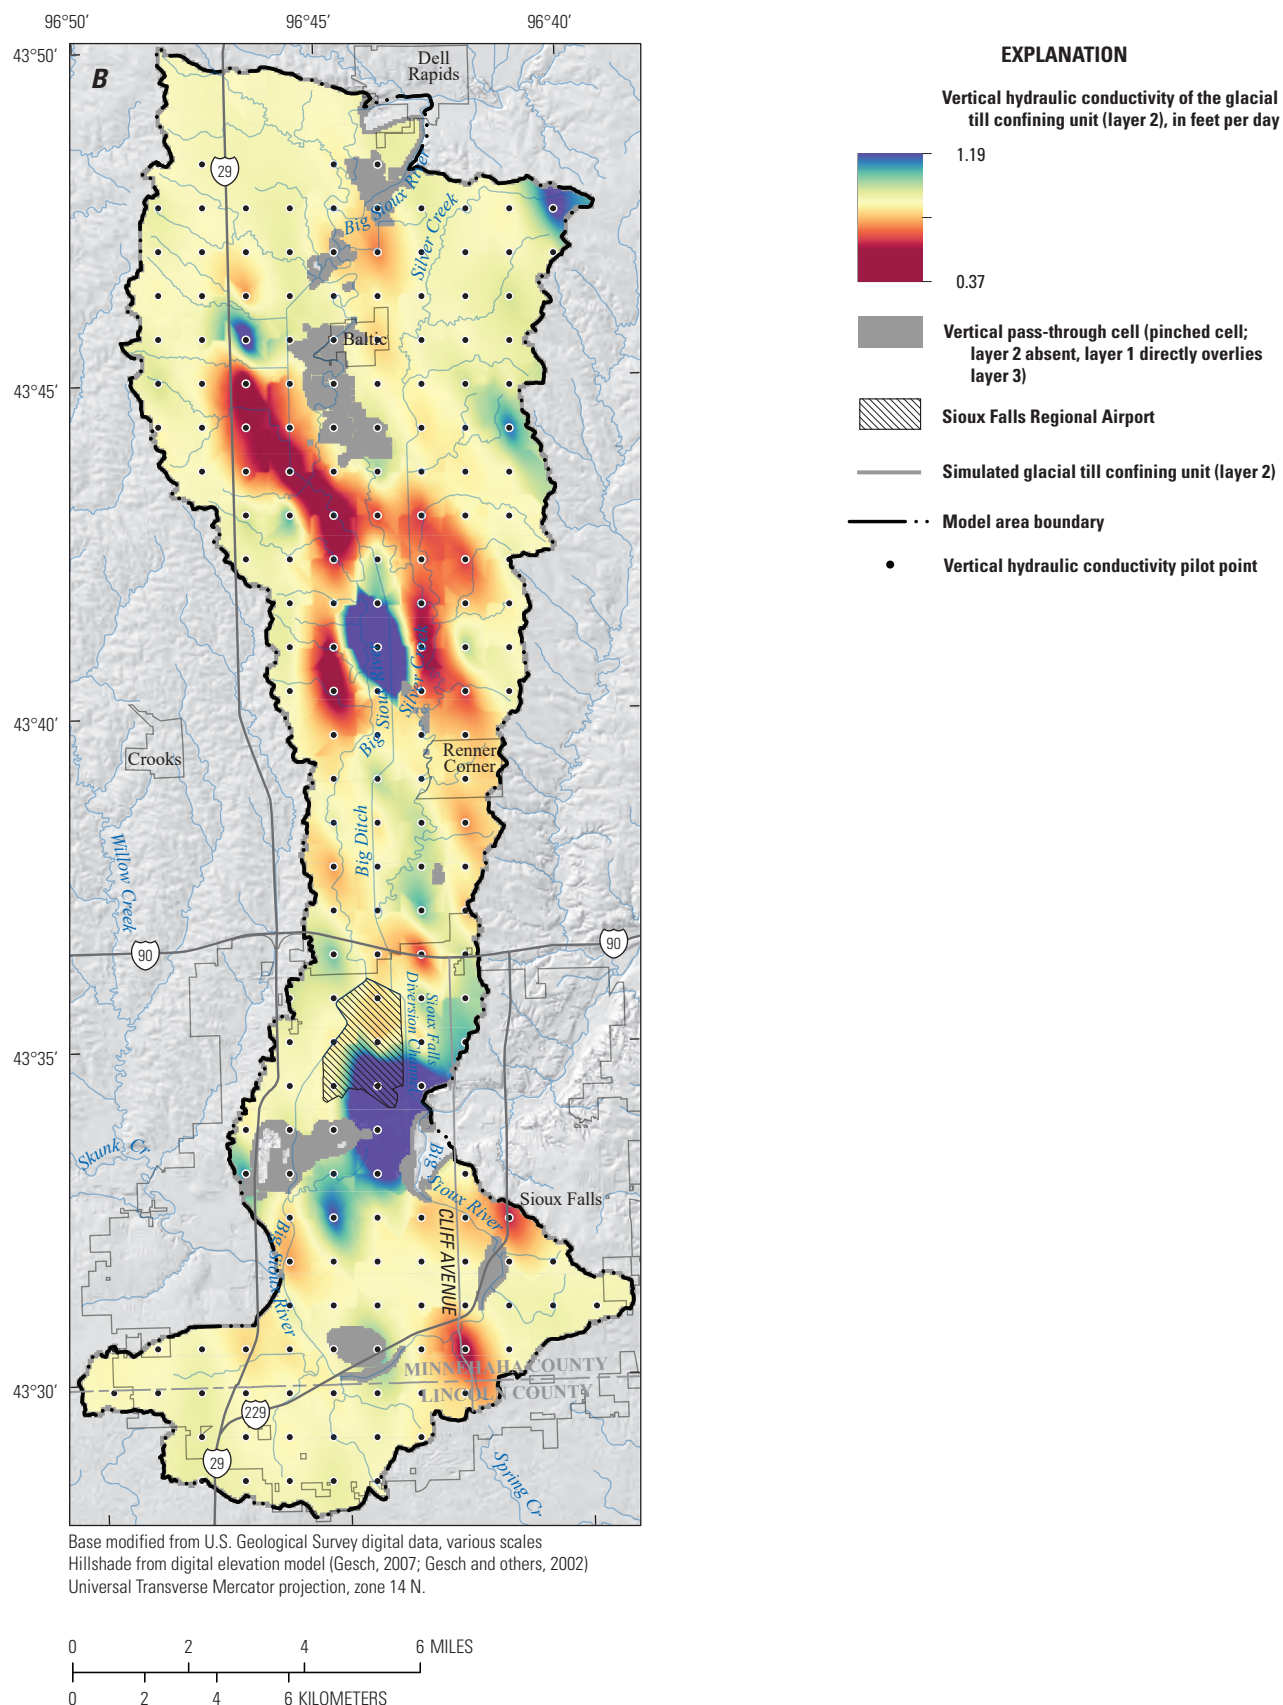 96°50′
96°45′
96°40′
43°50′
B
Dell
Rapids
29
Big Sioux River
Silver Creek
Baltic
43°45′
Big Sioux River
Silver Creek
43°40′
Crooks
Renner
Corner
Willow Creek
Big Ditch
90
90
Sioux Falls
Diversion Channel
43°35′
Skunk Cr
Big Sioux River
Sioux Falls
Big Sioux River
CLIFF AVENUE
MINNEHAHA COUNTY
LINCOLN COUNTY
43°30′
229
29
Spring Cr
EXPLANATION
Vertical hydraulic conductivity of the glacial
till confining unit (layer 2), in feet per day
1.19
0.37
Vertical pass-through cell (pinched cell;
layer 2 absent, layer 1 directly overlies
layer 3)
Sioux Falls Regional Airport
Simulated glacial till confining unit (layer 2)
Model area boundary
Vertical hydraulic conductivity pilot point
Base modified from U.S. Geological Survey digital data, various scales
Hillshade from digital elevation model (Gesch, 2007; Gesch and others, 2002)
Universal Transverse Mercator projection, zone 14 N.
0 2 4 6 MILES
0 2 4 6 KILOMETERS